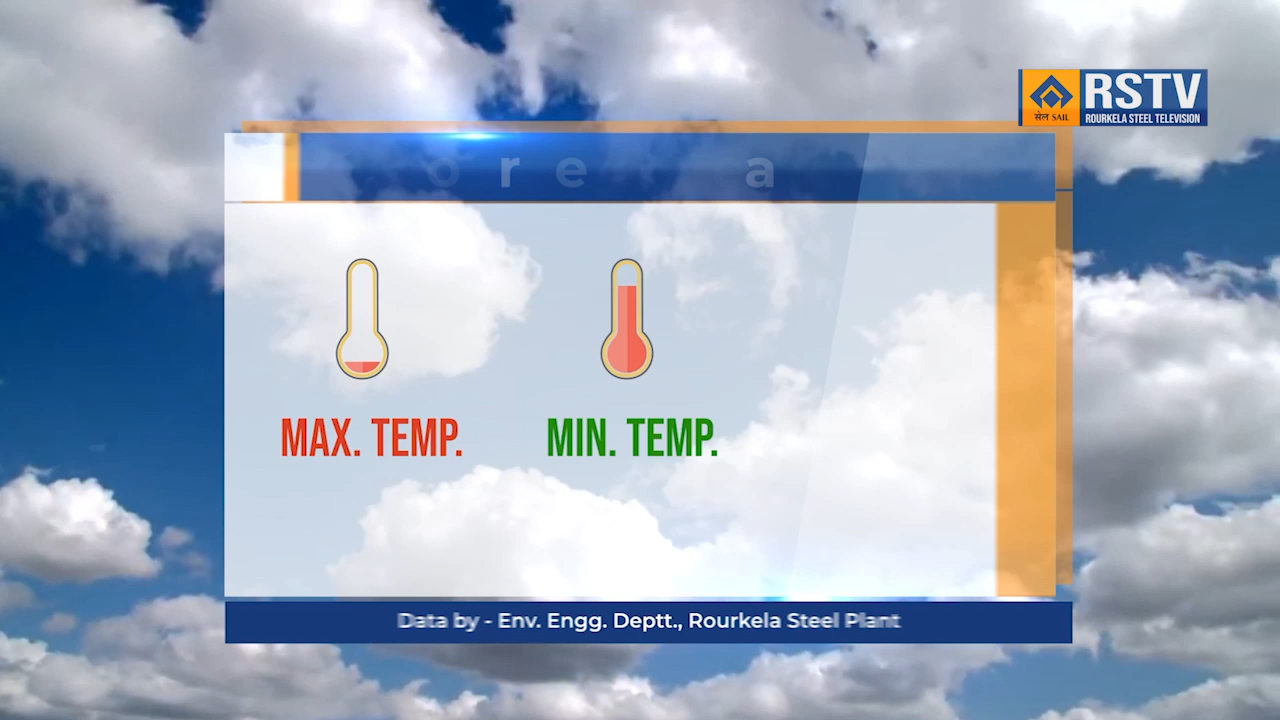 RSTV
सेल SAIL
ROURKELA STEEL TELEVISION
MAX. TEMP.
MIN. TEMP.
Data by - Env. Engg. Deptt., Rourkela Steel Plant